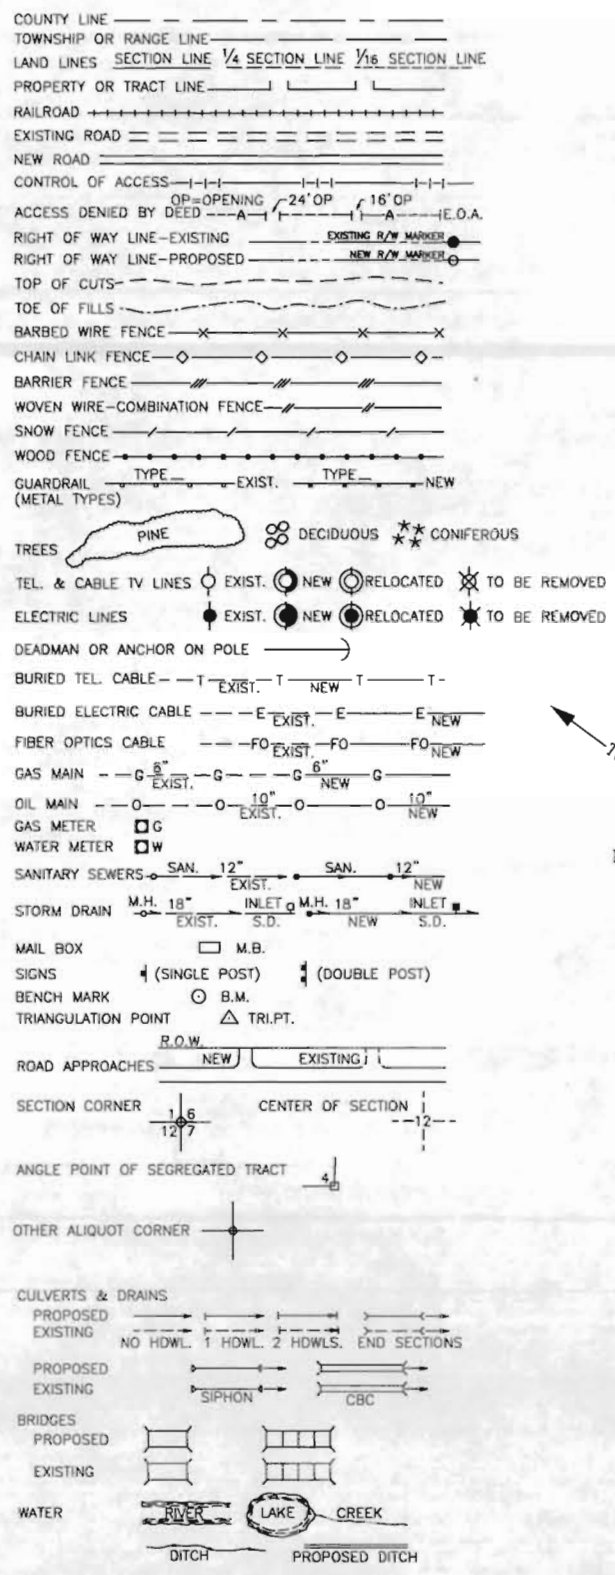 COUNTY LINE
TOWNSHIP OR RANGE LINE
LAND LINES SECTION LINE 1/4 SECTION LINE 1/16 SECTION LINE
PROPERTY OR TRACT LINE
RAILROAD
EXISTING ROAD
NEW ROAD
CONTROL OF ACCESS
OP=OPENING 24'OP 16'OP
ACCESS DENIED BY DEED A A E.O.A.
RIGHT OF WAY LINE-EXISTING EXISTING R/W MARKER
RIGHT OF WAY LINE-PROPOSED NEW R/W MARKER
TOP OF CUTS
TOE OF FILLS
BARBED WIRE FENCE
CHAIN LINK FENCE
BARRIER FENCE
WOVEN WIRE-COMBINATION FENCE
SNOW FENCE
WOOD FENCE
GUARDRAIL TYPE_ EXIST. TYPE_ NEW
(METAL TYPES)
TREES PINE DECIDUOUS CONIFEROUS
TEL. & CABLE TV LINES EXIST. NEW RELOCATED TO BE REMOVED
ELECTRIC LINES EXIST. NEW RELOCATED TO BE REMOVED
DEADMAN OR ANCHOR ON POLE
BURIED TEL. CABLE T EXIST. T NEW T T
BURIED ELECTRIC CABLE E EXIST. E E NEW
FIBER OPTICS CABLE FO EXIST. FO FO NEW
GAS MAIN G 6" EXIST. G G 6" NEW G
OIL MAIN O O 10" EXIST. O O 10" NEW
GAS METER G
WATER METER W
SANITARY SEWERS SAN. 12" EXIST. SAN. 12" NEW
STORM DRAIN M.H. 18" EXIST. INLET S.D. M.H. 18" NEW INLET S.D.
MAIL BOX M.B.
SIGNS (SINGLE POST) (DOUBLE POST)
BENCH MARK B.M.
TRIANGULATION POINT TRI.PT.
R.O.W.
ROAD APPROACHES NEW EXISTING
SECTION CORNER 1 6 12 7 CENTER OF SECTION 12
ANGLE POINT OF SEGREGATED TRACT 4
OTHER ALIQUOT CORNER
CULVERTS & DRAINS
PROPOSED
EXISTING
NO HDWL. 1 HDWL. 2 HDWLS. END SECTIONS
PROPOSED
EXISTING
SIPHON CBC
BRIDGES
PROPOSED
EXISTING
WATER RIVER LAKE CREEK
DITCH PROPOSED DITCH